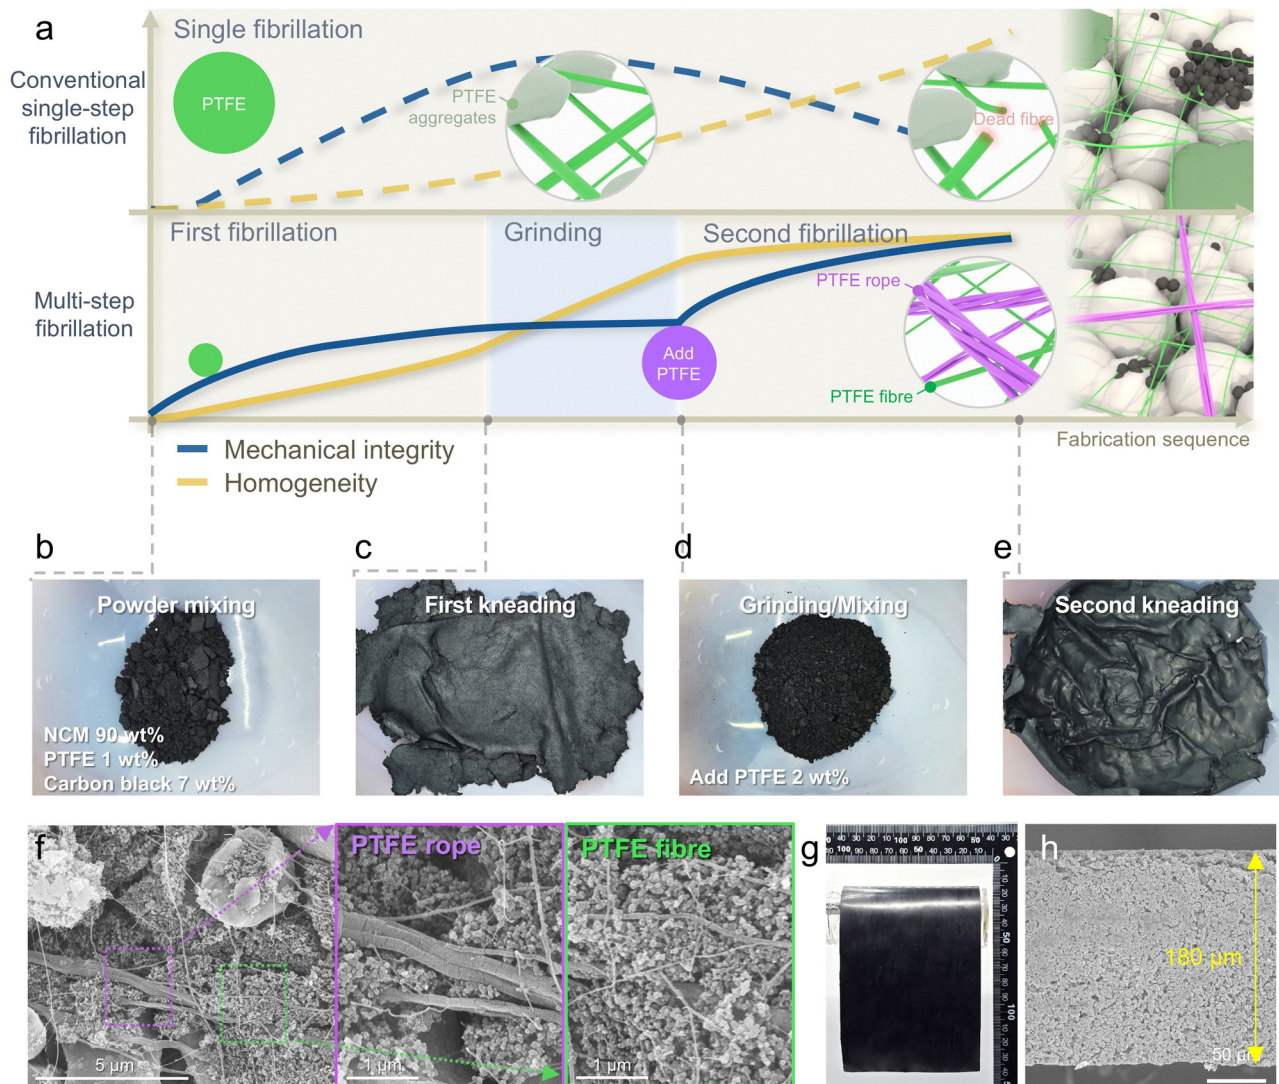 a
Single fibrillation
Conventional
single-step
fibrillation
PTFE
PTFE
aggregates
Dead fibre
First fibrillation
Grinding
Second fibrillation
Multi-step
fibrillation
PTFE rope
Add
PTFE
PTFE fibre
Fabrication sequence
Mechanical integrity
Homogeneity
b
c
d
e
Powder mixing
First kneading
Grinding/Mixing
Second kneading
NCM 90 wt%
PTFE 1 wt%
Carbon black 7 wt%
Add PTFE 2 wt%
f
PTFE rope
PTFE fibre
g
h
180 µm
5 µm
1 µm
1 µm
50 µm